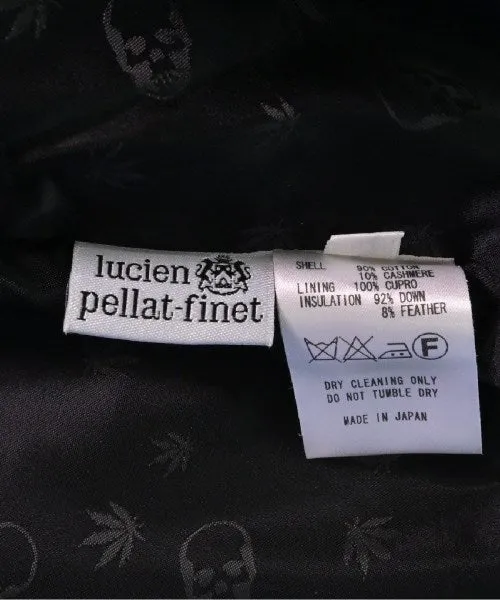 lucien
pellat-finet
SHELL 90% COTTON
10% CASHMERE
LINING 100% CUPRO
INSULATION 92% DOWN
8% FEATHER
F
DRY CLEANING ONLY
DO NOT TUMBLE DRY
MADE IN JAPAN